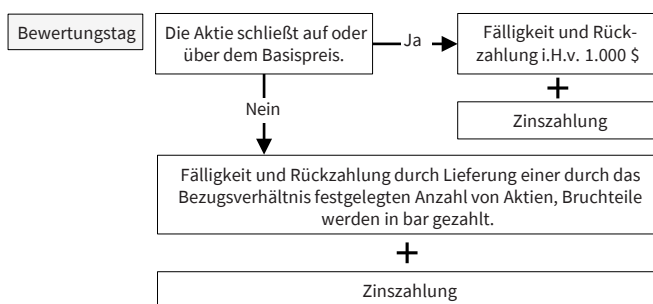 Bewertungstag
Die Aktie schließt auf oder
über dem Basispreis.
Ja
Fälligkeit und Rück-
zahlung i.H.v. 1.000 $
+
Zinszahlung
Nein
Fälligkeit und Rückzahlung durch Lieferung einer durch das
Bezugsverhältnis festgelegten Anzahl von Aktien, Bruchteile
werden in bar gezahlt.
+
Zinszahlung